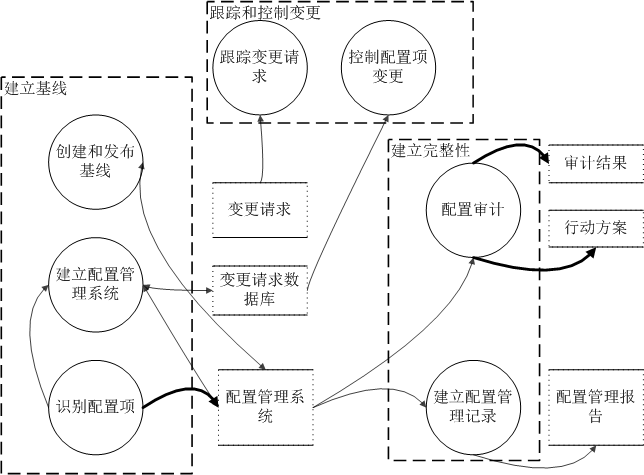 跟踪和控制变更
跟踪变更请
求
控制配置项
变更
建立基线
创建和发布
基线
建立完整性
审计结果
变更请求
配置审计
行动方案
建立配置管
理系统
变更请求数
据库
识别配置项
配置管理系
统
建立配置管
理记录
配置管理报
告